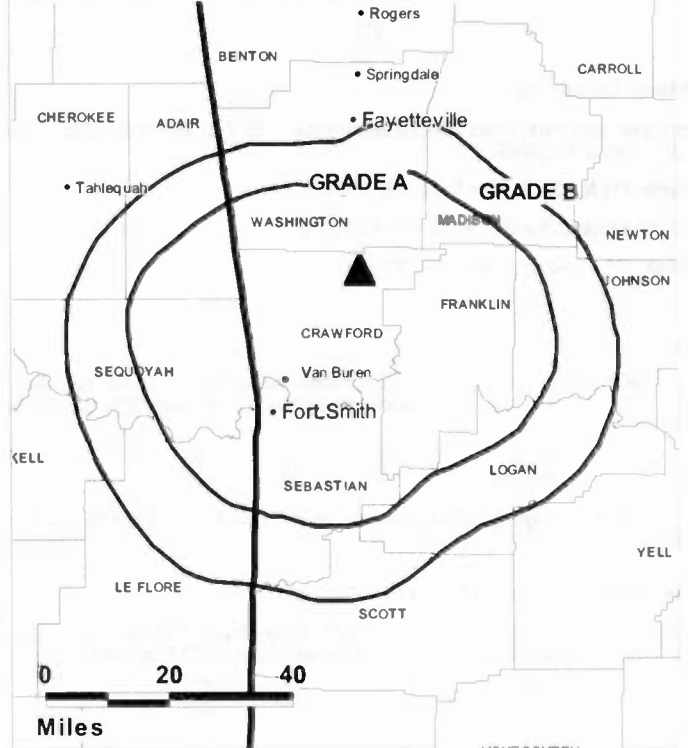 Rogers
BENTON
Springdale
CARROLL
CHEROKEE
ADAIR
Fayetteville
Tahlequah
GRADE A
GRADE B
WASHINGTON
MADISON
NEWTON
JOHNSON
FRANKLIN
CRAWFORD
SEQUOYAH
Van Buren
Fort Smith
KELL
LOGAN
SEBASTIAN
YELL
LE FLORE
SCOTT
0 20 40
Miles